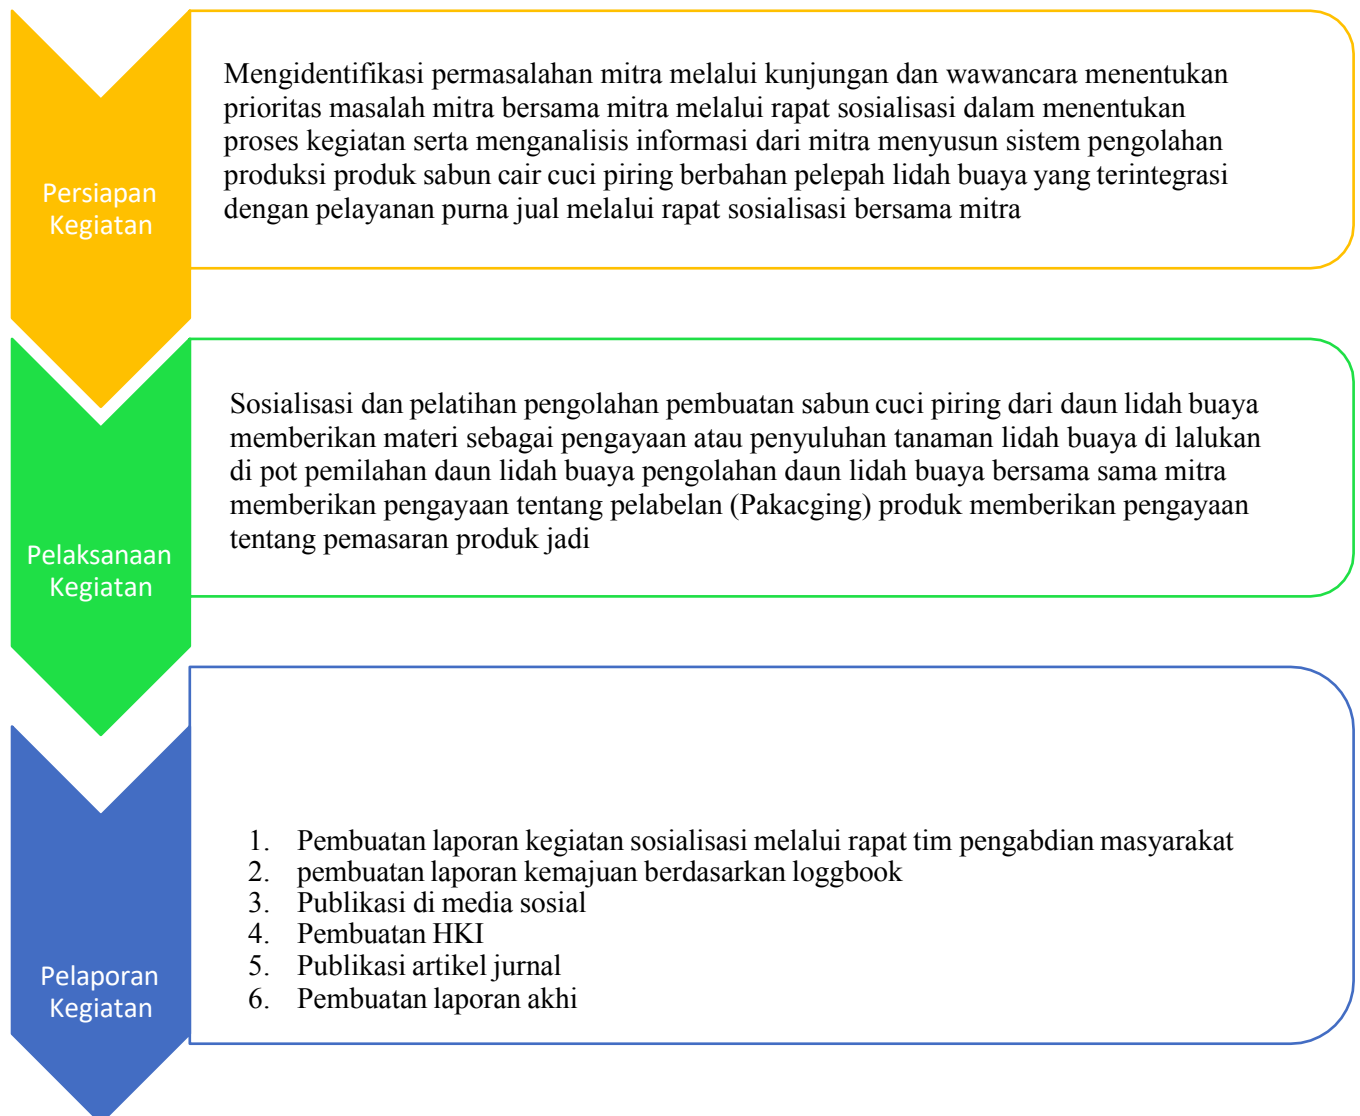 Persiapan
Kegiatan
Mengidentifikasi permasalahan mitra melalui kunjungan dan wawancara menentukan
prioritas masalah mitra bersama mitra melalui rapat sosialisasi dalam menentukan
proses kegiatan serta menganalisis informasi dari mitra menyusun sistem pengolahan
produksi produk sabun cair cuci piring berbahan pelepah lidah buaya yang terintegrasi
dengan pelayanan purna jual melalui rapat sosialisasi bersama mitra
Pelaksanaan
Kegiatan
Sosialisasi dan pelatihan pengolahan pembuatan sabun cuci piring dari daun lidah buaya
memberikan materi sebagai pengayaan atau penyuluhan tanaman lidah buaya di lalukan
di pot pemilahan daun lidah buaya pengolahan daun lidah buaya bersama sama mitra
memberikan pengayaan tentang pelabelan (Pakacging) produk memberikan pengayaan
tentang pemasaran produk jadi
Pelaporan
Kegiatan
1. Pembuatan laporan kegiatan sosialisasi melalui rapat tim pengabdian masyarakat
2. pembuatan laporan kemajuan berdasarkan loggbook
3. Publikasi di media sosial
4. Pembuatan HKI
5. Publikasi artikel jurnal
6. Pembuatan laporan akhi